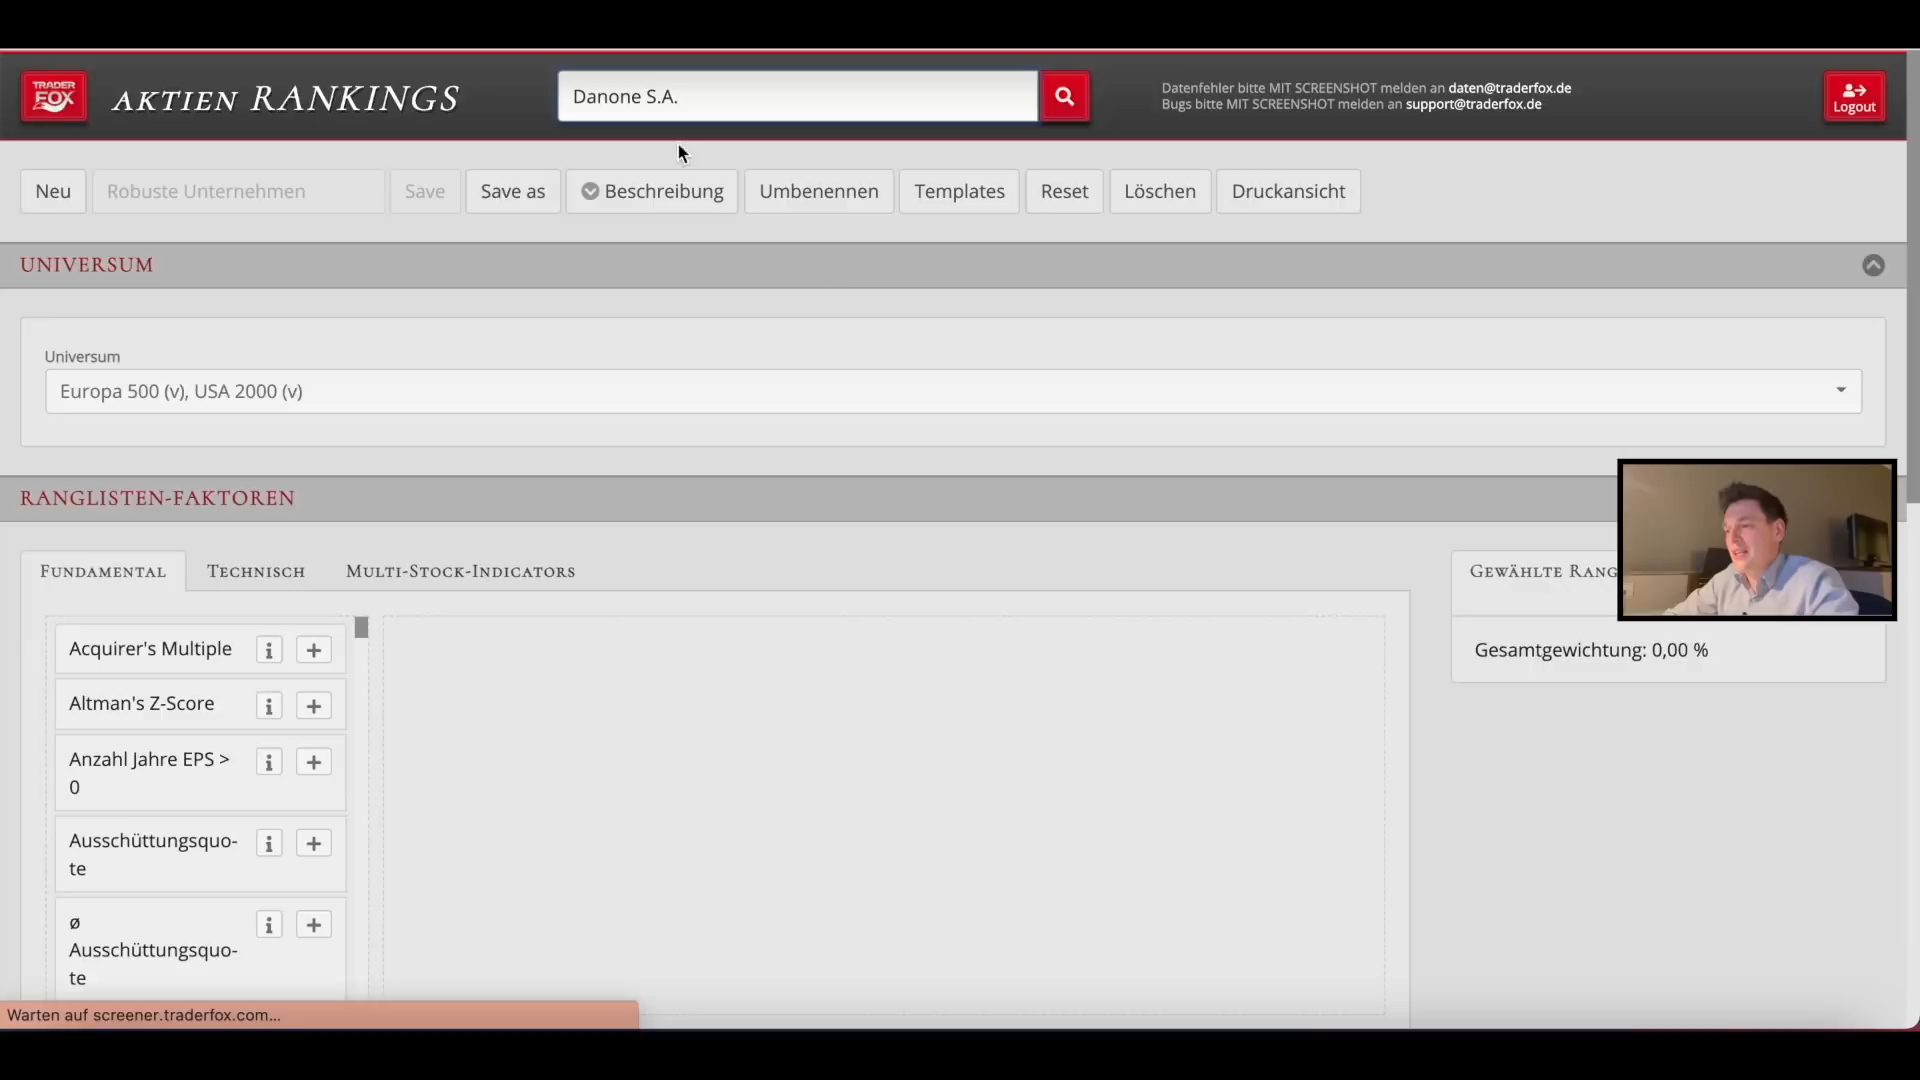 TRADER
FOX
AKTIEN RANKINGS
Danone S.A.
Datenfehler bitte MIT SCREENSHOT melden an daten@traderfox.de
Bugs bitte MIT SCREENSHOT melden an support@traderfox.de
Logout
Neu
Robuste Unternehmen
Save
Save as
Beschreibung
Umbenennen
Templates
Reset
Löschen
Druckansicht
UNIVERSUM
Universum
Europa 500 (v), USA 2000 (v)
RANGLISTEN-FAKTOREN
FUNDAMENTAL
TECHNISCH
MULTI-STOCK-INDICATORS
GEWÄHLTE RANG
Acquirer's Multiple
Altman's Z-Score
Anzahl Jahre EPS >
0
Ausschüttungsquo-
te
ø
Ausschüttungsquo-
te
Gesamtgewichtung: 0,00 %
Warten auf screener.traderfox.com...